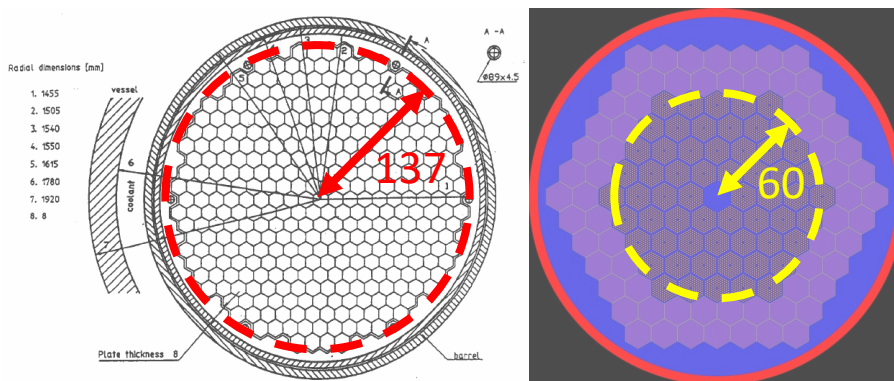 A - A
A
A
Ø89x4.5
Radial dimensions [mm]
vessel
1. 1455
2. 1505
3. 1540
4. 1550
5. 1615
6. 1780
7. 1920
8. 8
3
2
5
6
coolant
7
137
1
60
Plate thickness 8
barrel